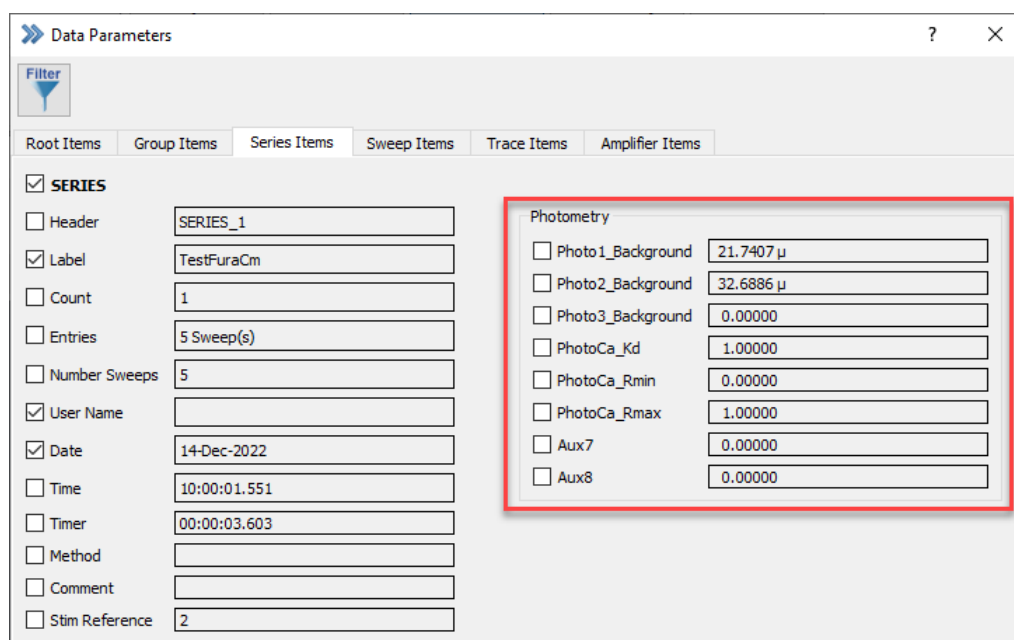 Data Parameters ?
Filter
Root Items Group Items Series Items Sweep Items Trace Items Amplifier Items
SERIES
Header SERIES_1
Label TestFuraCm
Count 1
Entries 5 Sweep(s)
Number Sweeps 5
User Name
Date 14-Dec-2022
Time 10:00:01.551
Timer 00:00:03.603
Method
Comment
Stim Reference 2
Photometry
Photo1_Background 21.7407 µ
Photo2_Background 32.6886 µ
Photo3_Background 0.00000
PhotoCa_Kd 1.00000
PhotoCa_Rmin 0.00000
PhotoCa_Rmax 1.00000
Aux7 0.00000
Aux8 0.00000